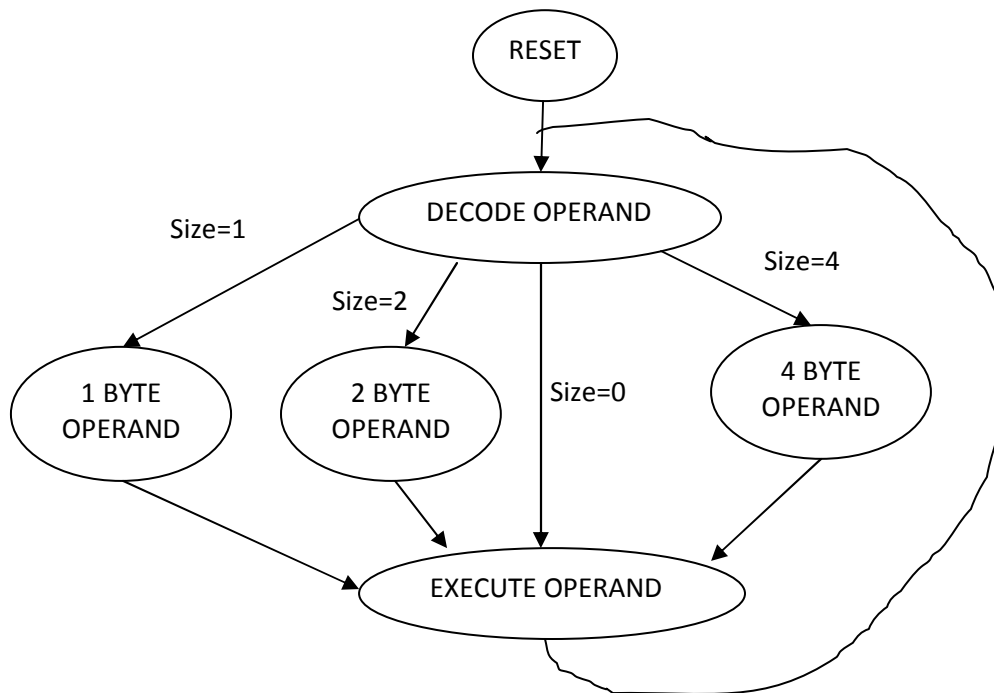 RESET
DECODE OPERAND
Size=1
Size=4
Size=2
Size=0
1 BYTE
OPERAND
2 BYTE
OPERAND
4 BYTE
OPERAND
EXECUTE OPERAND